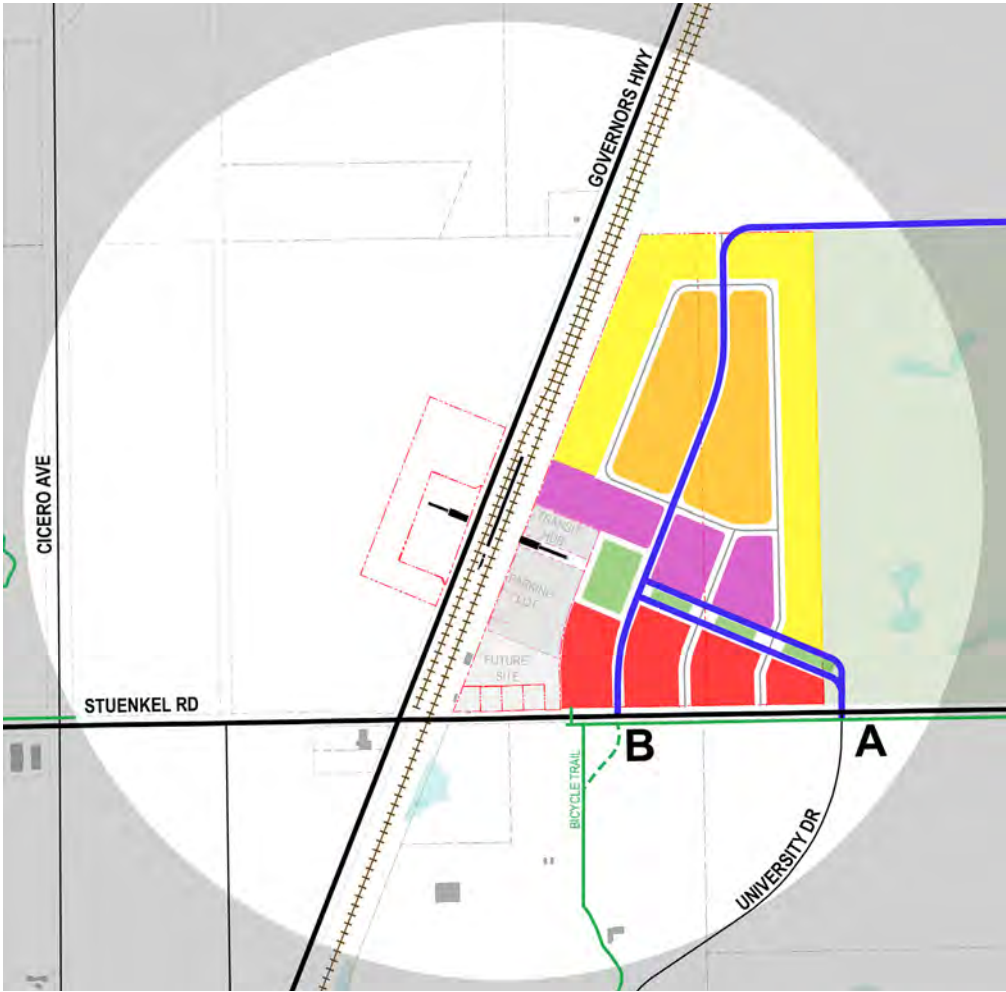 GOVERNORS HWY
CICERO AVE
TRANSIT
HUB
PARKING
LOT
FUTURE
SITE
STUENKEL RD
B
A
BICYCLE TRAIL
UNIVERSITY DR